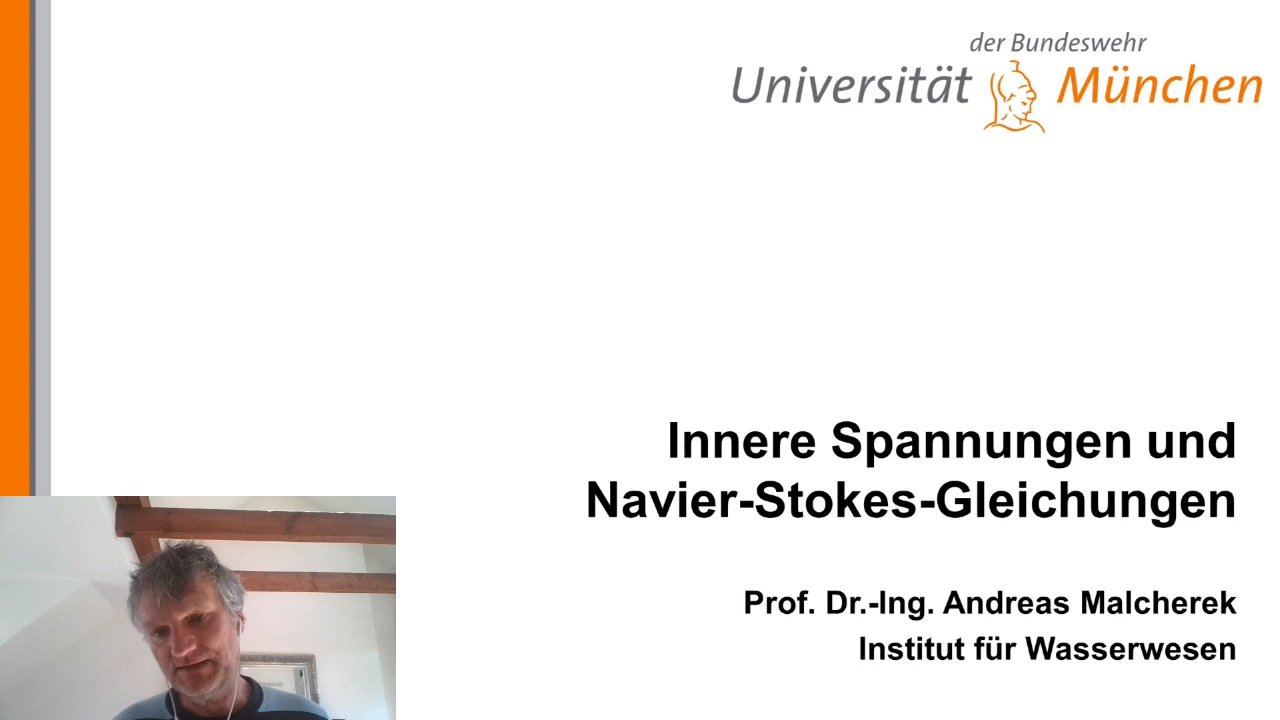 der Bundeswehr
Universität München
Innere Spannungen und
Navier-Stokes-Gleichungen
Prof. Dr.-Ing. Andreas Malcherek
Institut für Wasserwesen